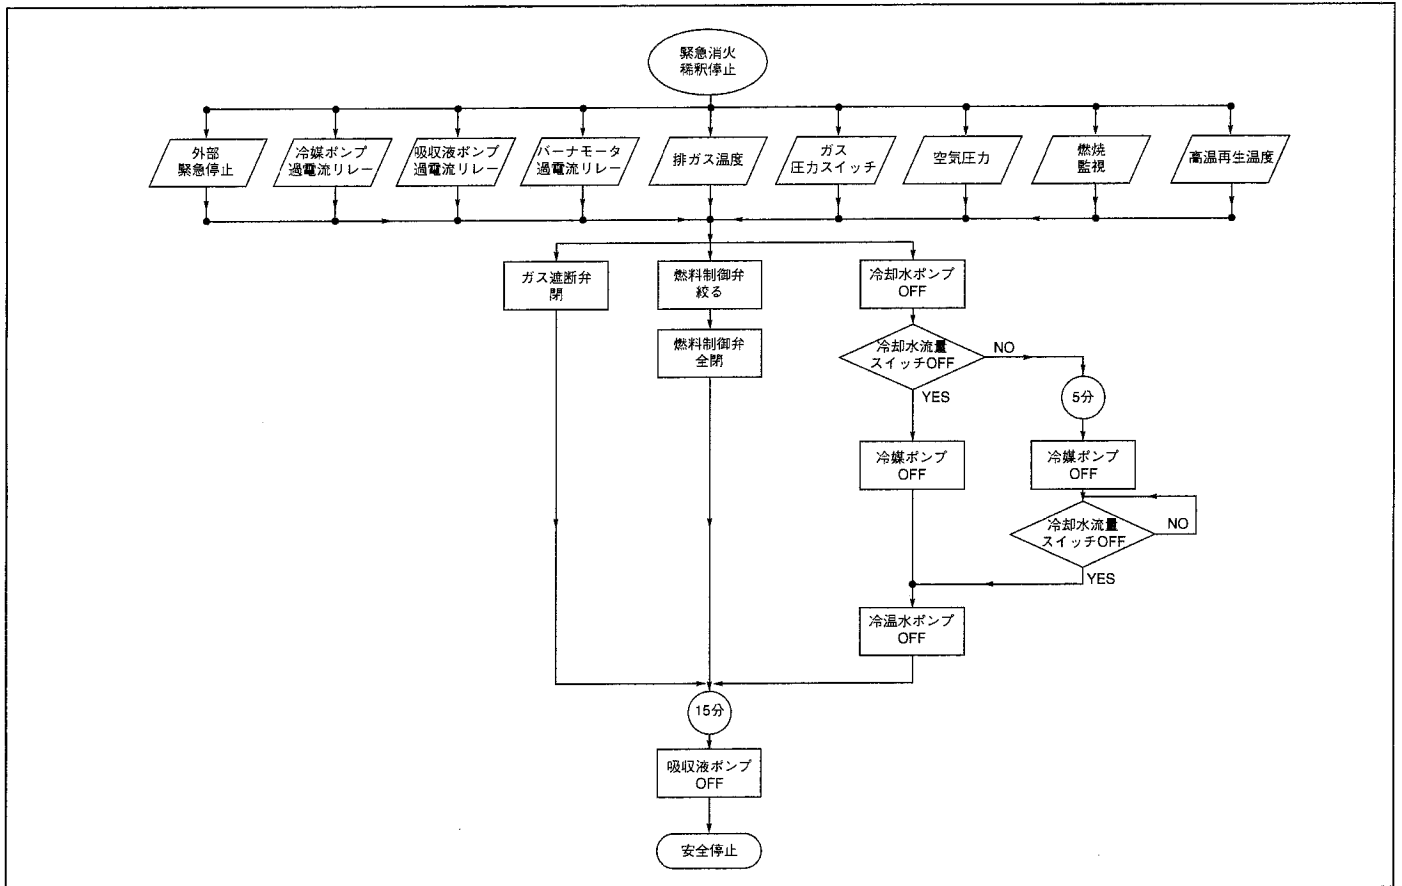 緊急消火
稀釈停止
外部
緊急停止
冷媒ポンプ
過電流リレー
吸収液ポンプ
過電流リレー
バーナモータ
過電流リレー
排ガス温度
ガス
圧力スイッチ
空気圧力
燃焼
監視
高温再生温度
ガス遮断弁
閉
燃料制御弁
絞る
冷却水ポンプ
OFF
燃料制御弁
全閉
冷却水流量
スイッチOFF
NO
YES
5分
冷媒ポンプ
OFF
冷媒ポンプ
OFF
冷却水流量
スイッチOFF
NO
YES
冷温水ポンプ
OFF
15分
吸収液ポンプ
OFF
安全停止